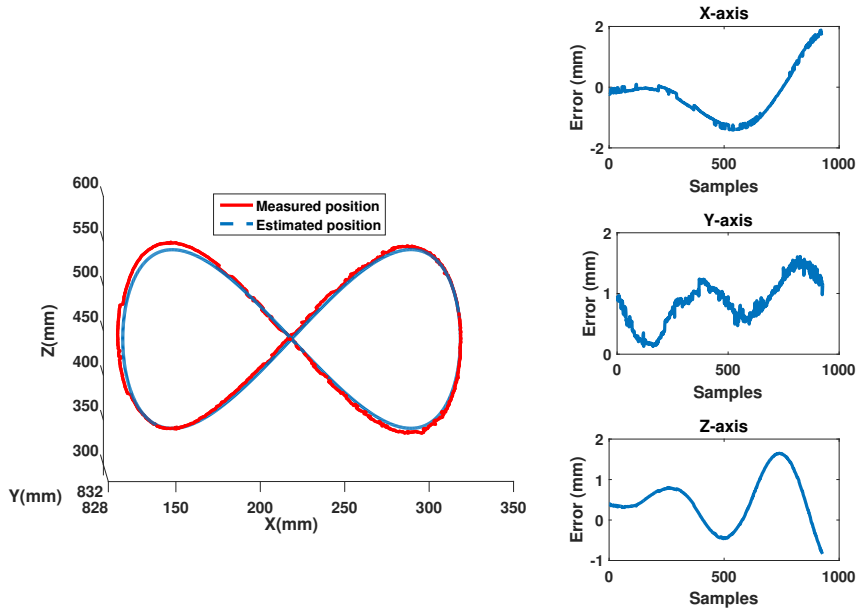 600
550
500
450
400
350
300
Z(mm)
Measured position
Estimated position
Y(mm)
832
828
150
200
250
300
350
X(mm)
X-axis
2
0
-2
Error (mm)
0
500
1000
Samples
Y-axis
2
1
0
Error (mm)
0
500
1000
Samples
Z-axis
2
1
0
-1
Error (mm)
0
500
1000
Samples